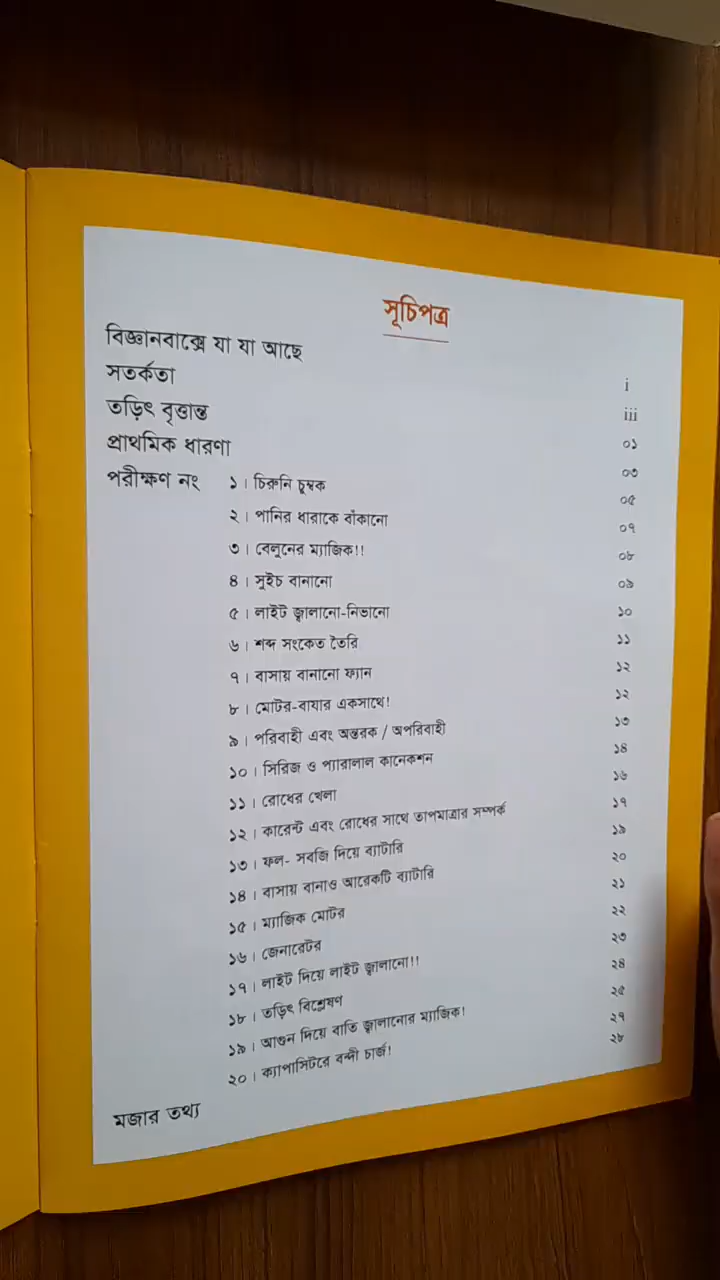 সূচিপত্র
বিজ্ঞানবাক্সে যা যা আছে i
সতর্কতা iii
তড়িৎ বৃত্তান্ত ০১
প্রাথমিক ধারণা ০৩
পরীক্ষণ নং ১। চিরুনি চুম্বক ০৫
২। পানির ধারাকে বাঁকানো ০৭
৩। বেলুনের ম্যাজিক!! ০৮
৪। সুইচ বানানো ০৯
৫। লাইট জ্বালানো-নিভানো ১০
৬। শব্দ সংকেত তৈরি ১১
৭। বাসায় বানানো ফ্যান ১২
৮। মোটর-বাযার একসাথে! ১২
৯। পরিবাহী এবং অন্তরক / অপরিবাহী ১৩
১০। সিরিজ ও প্যারালাল কানেকশন ১৪
১১। রোধের খেলা ১৬
১২। কারেন্ট এবং রোধের সাথে তাপমাত্রার সম্পর্ক ১৭
১৩। ফল- সবজি দিয়ে ব্যাটারি ১৯
১৪। বাসায় বানাও আরেকটি ব্যাটারি ২০
১৫। ম্যাজিক মোটর ২১
১৬। জেনারেটর ২২
১৭। লাইট দিয়ে লাইট জ্বালানো!! ২৩
১৮। তড়িৎ বিশ্লেষণ ২৪
১৯। আগুন দিয়ে বাতি জ্বালানোর ম্যাজিক! ২৫
২০। ক্যাপাসিটরে বন্দী চার্জ! ২৭
মজার তথ্য ২৮